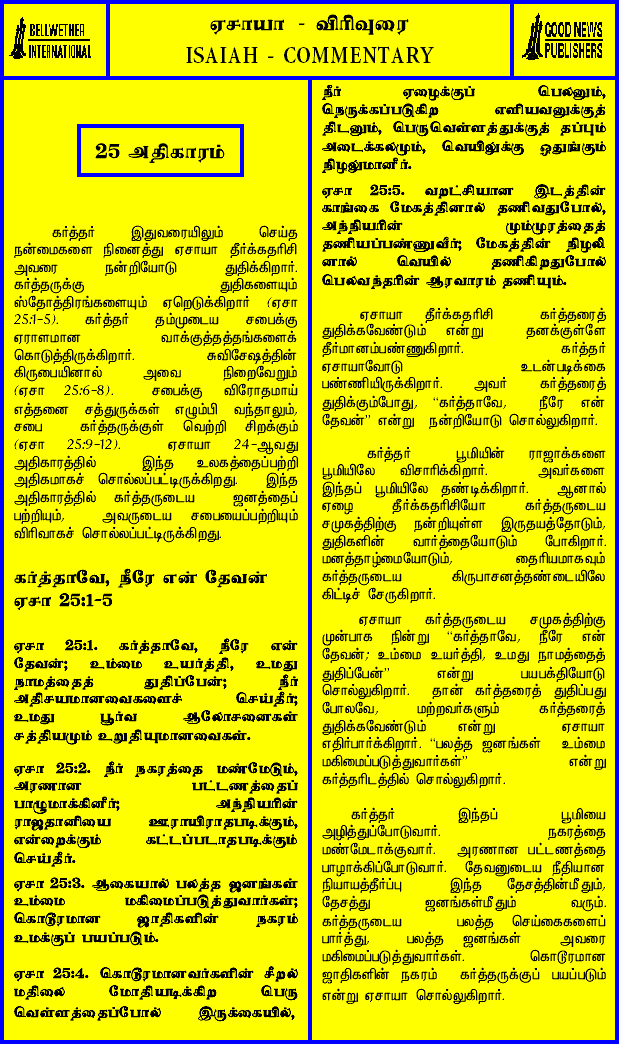 BELLWETHER
INTERNATIONAL
ஏசாயா - விரிவுரை
ISAIAH - COMMENTARY
GOOD NEWS
PUBLISHERS
25 அதிகாரம்
கர்த்தர் இதுவரையிலும் செய்த
நன்மைகளை நினைத்து ஏசாயா தீர்க்கதரிசி
அவரை நன்றியோடு துதிக்கிறார்.
கர்த்தருக்கு துதிகளையும்
ஸ்தோத்திரங்களையும் ஏறெடுக்கிறார் (ஏசா
25:1-5). கர்த்தர் தம்முடைய சபைக்கு
ஏராளமான வாக்குத்தத்தங்களைக்
கொடுத்திருக்கிறார். சுவிசேஷத்தின்
கிருபையினால் அவை நிறைவேறும்
(ஏசா 25:6-8). சபைக்கு விரோதமாய்
எத்தனை சத்துருக்கள் எழும்பி வந்தாலும்,
சபை கர்த்தருக்குள் வெற்றி சிறக்கும்
(ஏசா 25:9-12). ஏசாயா 24-ஆவது
அதிகாரத்தில் இந்த உலகத்தைப்பற்றி
அதிகமாகச் சொல்லப்பட்டிருக்கிறது. இந்த
அதிகாரத்தில் கர்த்தருடைய ஜனத்தைப்
பற்றியும், அவருடைய சபையைப்பற்றியும்
விரிவாகச் சொல்லப்பட்டிருக்கிறது.
கர்த்தாவே, நீரே என் தேவன்
ஏசா 25:1-5
ஏசா 25:1. கர்த்தாவே, நீரே என்
தேவன்; உம்மை உயர்த்தி, உமது
நாமத்தைத் துதிப்பேன்; நீர்
அதிசயமானவைகளைச் செய்தீர்;
உமது பூர்வ ஆலோசனைகள்
சத்தியமும் உறுதியுமானவைகள்.
ஏசா 25:2. நீர் நகரத்தை மண்மேடும்,
அரணான பட்டணத்தைப்
பாழுமாக்கினீர்; அந்நியரின்
ராஜதானியை ஊராயிராதபடிக்கும்,
என்றைக்கும் கட்டப்படாதபடிக்கும்
செய்தீர்.
ஏசா 25:3. ஆகையால் பலத்த ஜனங்கள்
உம்மை மகிமைப்படுத்துவார்கள்;
கொடூரமான ஜாதிகளின் நகரம்
உமக்குப் பயப்படும்.
ஏசா 25:4. கொடூரமானவர்களின் சீறல்
மதிலை மோதியடிக்கிற பெரு
வெள்ளத்தைப்போல் இருக்கையில்,
நீர் ஏழைக்குப் பெலனும்,
நெருக்கப்படுகிற எளியவனுக்குத்
திடனும், பெருவெள்ளத்துக்குத் தப்பும்
அடைக்கலமும், வெயிலுக்கு ஒதுங்கும்
நிழலுமானீர்.
ஏசா 25:5. வறட்சியான இடத்தின்
காங்கை மேகத்தினால் தணிவதுபோல்,
அந்நியரின் மும்முரத்தைத்
தணியப்பண்ணுவீர்; மேகத்தின் நிழலி
னால் வெயில் தணிகிறதுபோல்
பெலவந்தரின் ஆரவாரம் தணியும்.
ஏசாயா தீர்க்கதரிசி கர்த்தரைத்
துதிக்கவேண்டும் என்று தனக்குள்ளே
தீர்மானம்பண்ணுகிறார். கர்த்தர்
ஏசாயாவோடு உடன்படிக்கை
பண்ணியிருக்கிறார். அவர் கர்த்தரைத்
துதிக்கும்போது, “கர்த்தாவே, நீரே என்
தேவன்” என்று நன்றியோடு சொல்லுகிறார்.
கர்த்தர் பூமியின் ராஜாக்களை
பூமியிலே விசாரிக்கிறார். அவர்களை
இந்தப் பூமியிலே தண்டிக்கிறார். ஆனால்
ஏழை தீர்க்கதரிசியோ கர்த்தருடைய
சமுகத்திற்கு நன்றியுள்ள இருதயத்தோடும்,
துதிகளின் வார்த்தையோடும் போகிறார்.
மனத்தாழ்மையோடும், தைரியமாகவும்
கர்த்தருடைய கிருபாசனத்தண்டையிலே
கிட்டிச் சேருகிறார்.
ஏசாயா கர்த்தருடைய சமுகத்திற்கு
முன்பாக நின்று “கர்த்தாவே, நீரே என்
தேவன்; உம்மை உயர்த்தி, உமது நாமத்தைத்
துதிப்பேன்” என்று பயபக்தியோடு
சொல்லுகிறார். தான் கர்த்தரைத் துதிப்பது
போலவே, மற்றவர்களும் கர்த்தரைத்
துதிக்கவேண்டும் என்று ஏசாயா
எதிர்பார்க்கிறார். “பலத்த ஜனங்கள் உம்மை
மகிமைப்படுத்துவார்கள்” என்று
கர்த்தரிடத்தில் சொல்லுகிறார்.
கர்த்தர் இந்தப் பூமியை
அழித்துப்போடுவார். நகரத்தை
மண்மேடாக்குவார். அரணான பட்டணத்தை
பாழாக்கிப்போடுவார். தேவனுடைய நீதியான
நியாயத்தீர்ப்பு இந்த தேசத்தின்மீதும்,
தேசத்து ஜனங்கள்மீதும் வரும்.
கர்த்தருடைய பலத்த செய்கைகளைப்
பார்த்து, பலத்த ஜனங்கள் அவரை
மகிமைப்படுத்துவார்கள். கொடூரமான
ஜாதிகளின் நகரம் கர்த்தருக்குப் பயப்படும்
என்று ஏசாயா சொல்லுகிறார்.